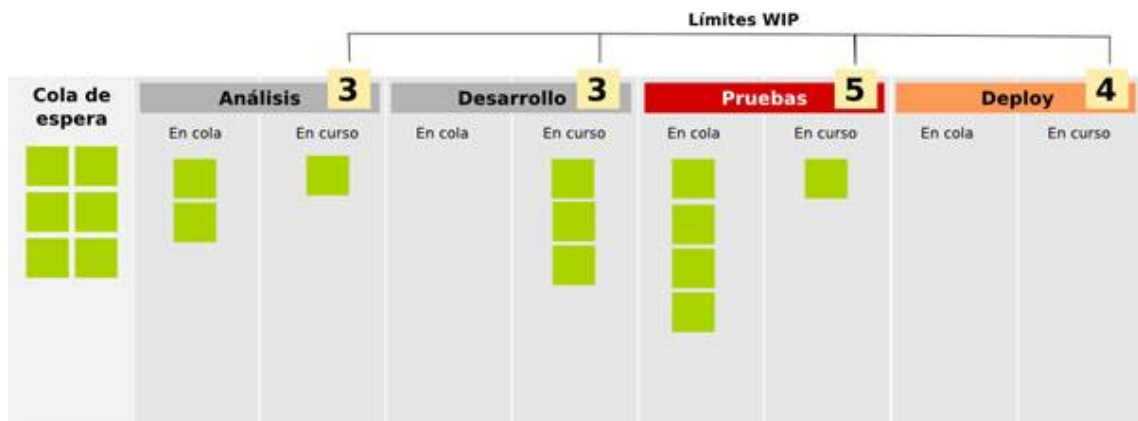 Límites WIP
Cola de
espera
Análisis 3
Desarrollo 3
Pruebas 5
Deploy 4
En cola
En curso
En cola
En curso
En cola
En curso
En cola
En curso